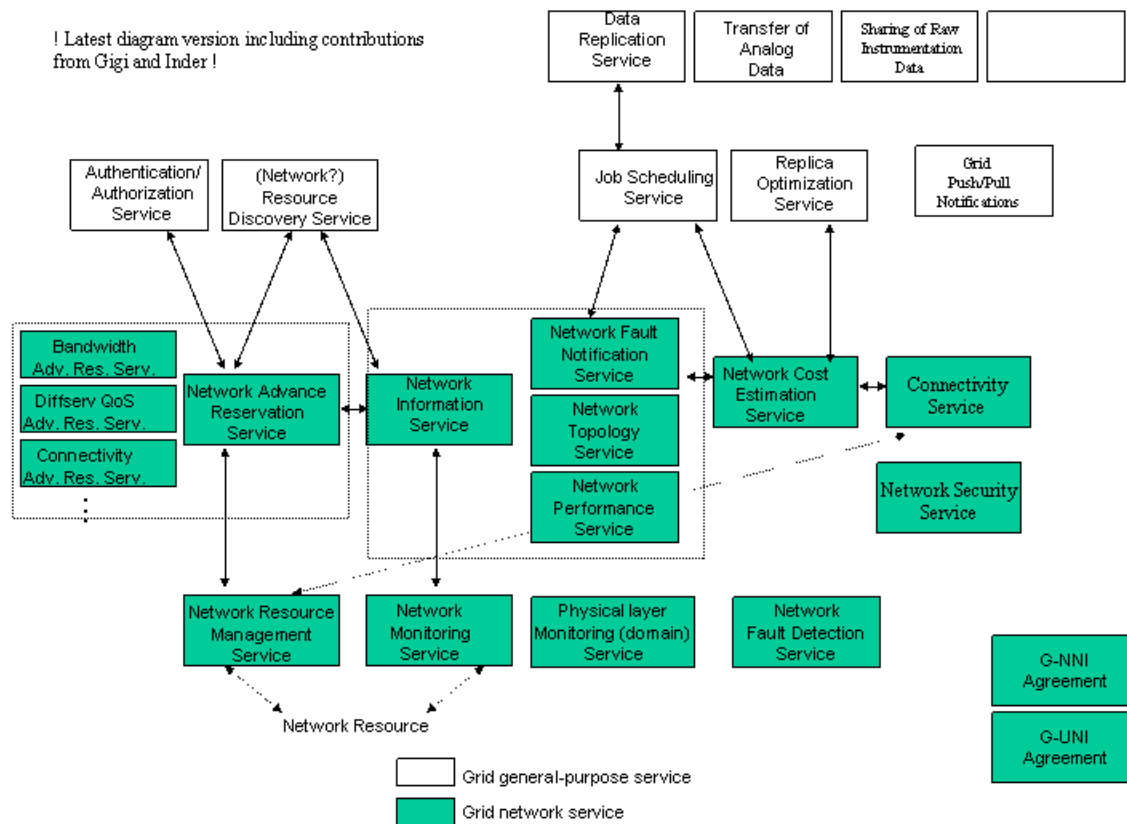 ! Latest diagram version including contributions
from Gigi and Inder !
Data
Replication
Service
Transfer of
Analog
Data
Sharing of Raw
Instrumentation
Data
Authentication/
Authorization
Service
(Network?)
Resource
Discovery Service
Job Scheduling
Service
Replica
Optimization
Service
Grid
Push/Pull
Notifications
Bandwidth
Adv. Res. Serv.
Diffserv QoS
Adv. Res. Serv.
Connectivity
Adv. Res. Serv.
Network Advance
Reservation
Service
Network
Information
Service
Network Fault
Notification
Service
Network
Topology
Service
Network
Performance
Service
Network Cost
Estimation
Service
Connectivity
Service
Network Security
Service
Network Resource
Management
Service
Network
Monitoring
Service
Physical layer
Monitoring (domain)
Service
Network
Fault Detection
Service
G-NNI
Agreement
G-UNI
Agreement
Network Resource
Grid general-purpose service
Grid network service